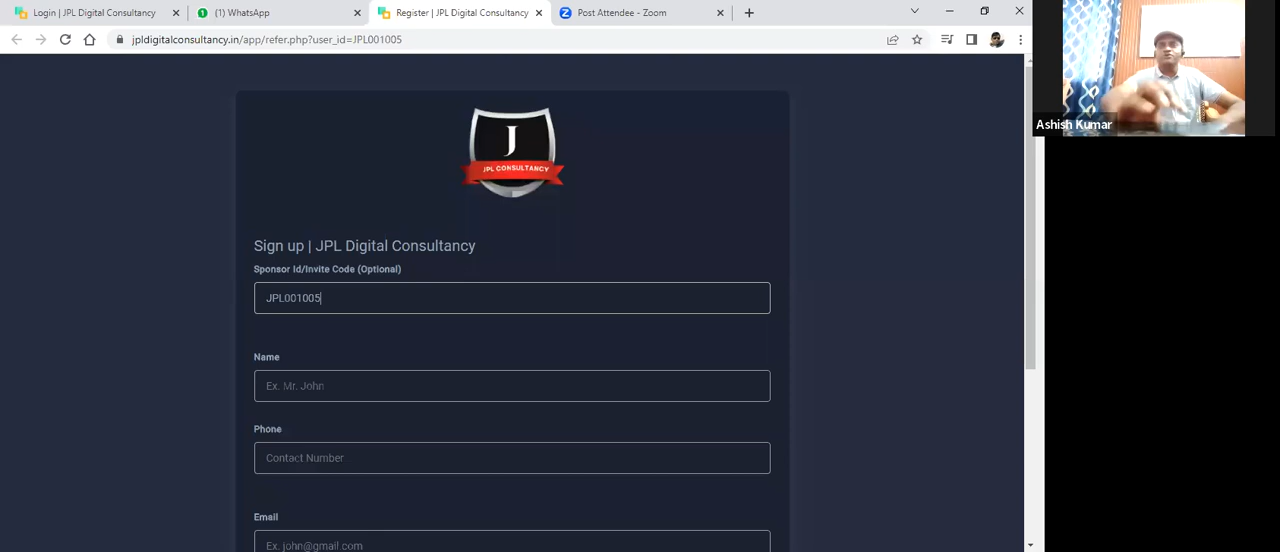 Login | JPL Digital Consultancy
(1) WhatsApp
Register | JPL Digital Consultancy
Post Attendee - Zoom
jpldigitalconsultancy.in/app/refer.php?user_id=JPL001005
Ashish Kumar
J
JPL CONSULTANCY
Sign up | JPL Digital Consultancy
Sponsor Id/Invite Code (Optional)
JPL001005
Name
Ex. Mr. John
Phone
Contact Number
Email
Ex. john@gmail.com